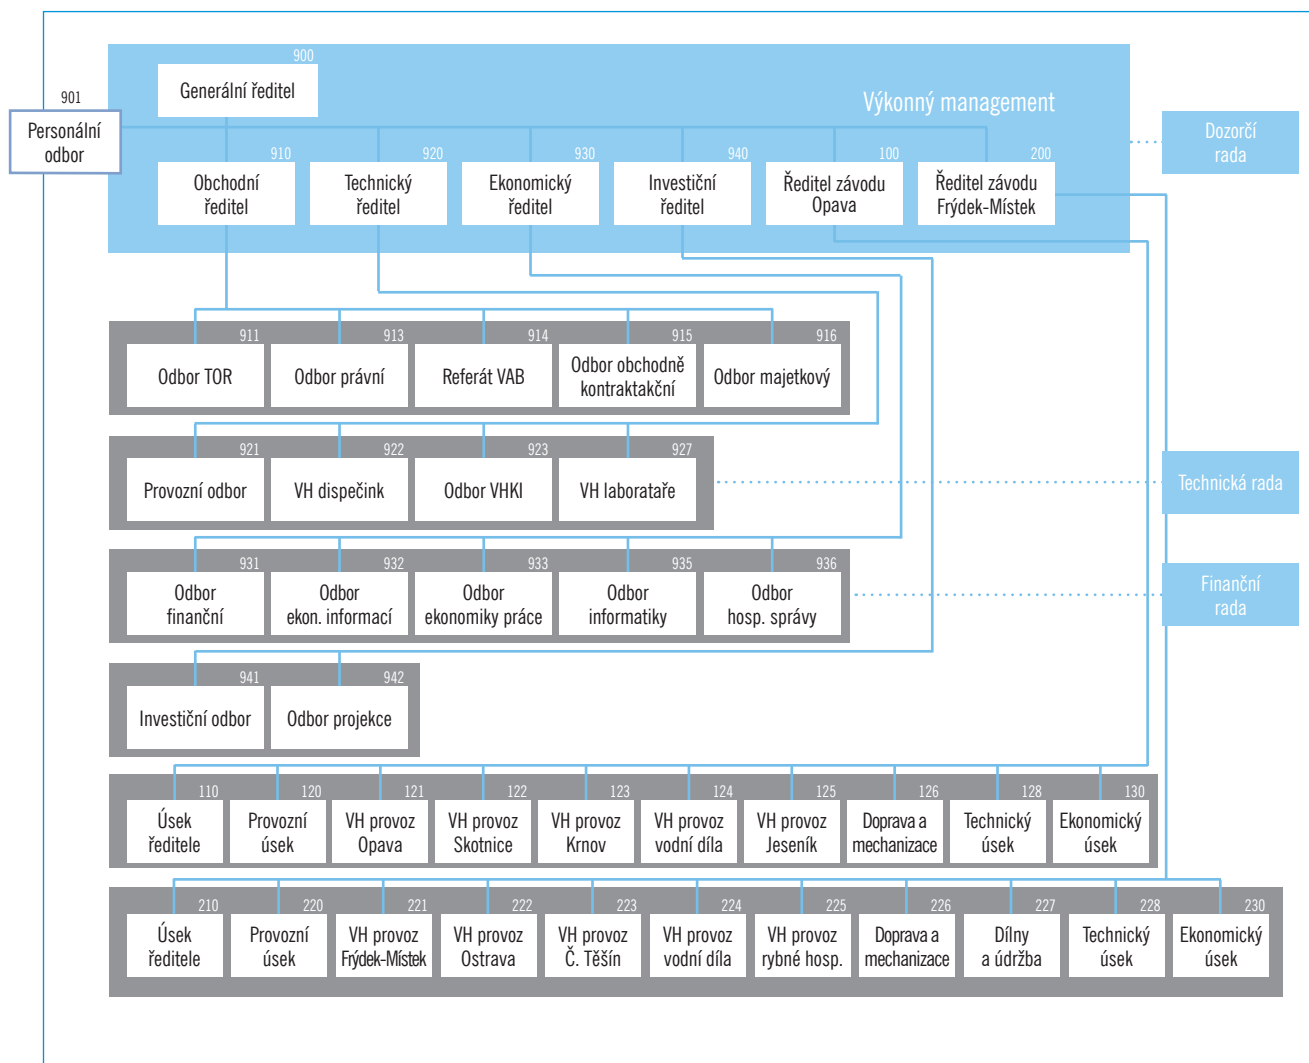 900
Generální ředitel
901
Personální
odbor
Výkonný management
Dozorčí
rada
910
Obchodní
ředitel
920
Technický
ředitel
930
Ekonomický
ředitel
940
Investiční
ředitel
100
Ředitel závodu
Opava
200
Ředitel závodu
Frýdek-Místek
911
Odbor TOR
913
Odbor právní
914
Referát VAB
915
Odbor obchodně
kontraktakční
916
Odbor majetkový
921
Provozní odbor
922
VH dispečink
923
Odbor VHKI
927
VH laborataře
Technická rada
931
Odbor
finanční
932
Odbor
ekon. informací
933
Odbor
ekonomiky práce
935
Odbor
informatiky
936
Odbor
hosp. správy
Finanční
rada
941
Investiční odbor
942
Odbor projekce
110
Úsek
ředitele
120
Provozní
úsek
121
VH provoz
Opava
122
VH provoz
Skotnice
123
VH provoz
Krnov
124
VH provoz
vodní díla
125
VH provoz
Jeseník
126
Doprava a
mechanizace
128
Technický
úsek
130
Ekonomický
úsek
210
Úsek
ředitele
220
Provozní
úsek
221
VH provoz
Frýdek-Místek
222
VH provoz
Ostrava
223
VH provoz
Č. Těšín
224
VH provoz
vodní díla
225
VH provoz
rybné hosp.
226
Doprava a
mechanizace
227
Dílny
a údržba
228
Technický
úsek
230
Ekonomický
úsek